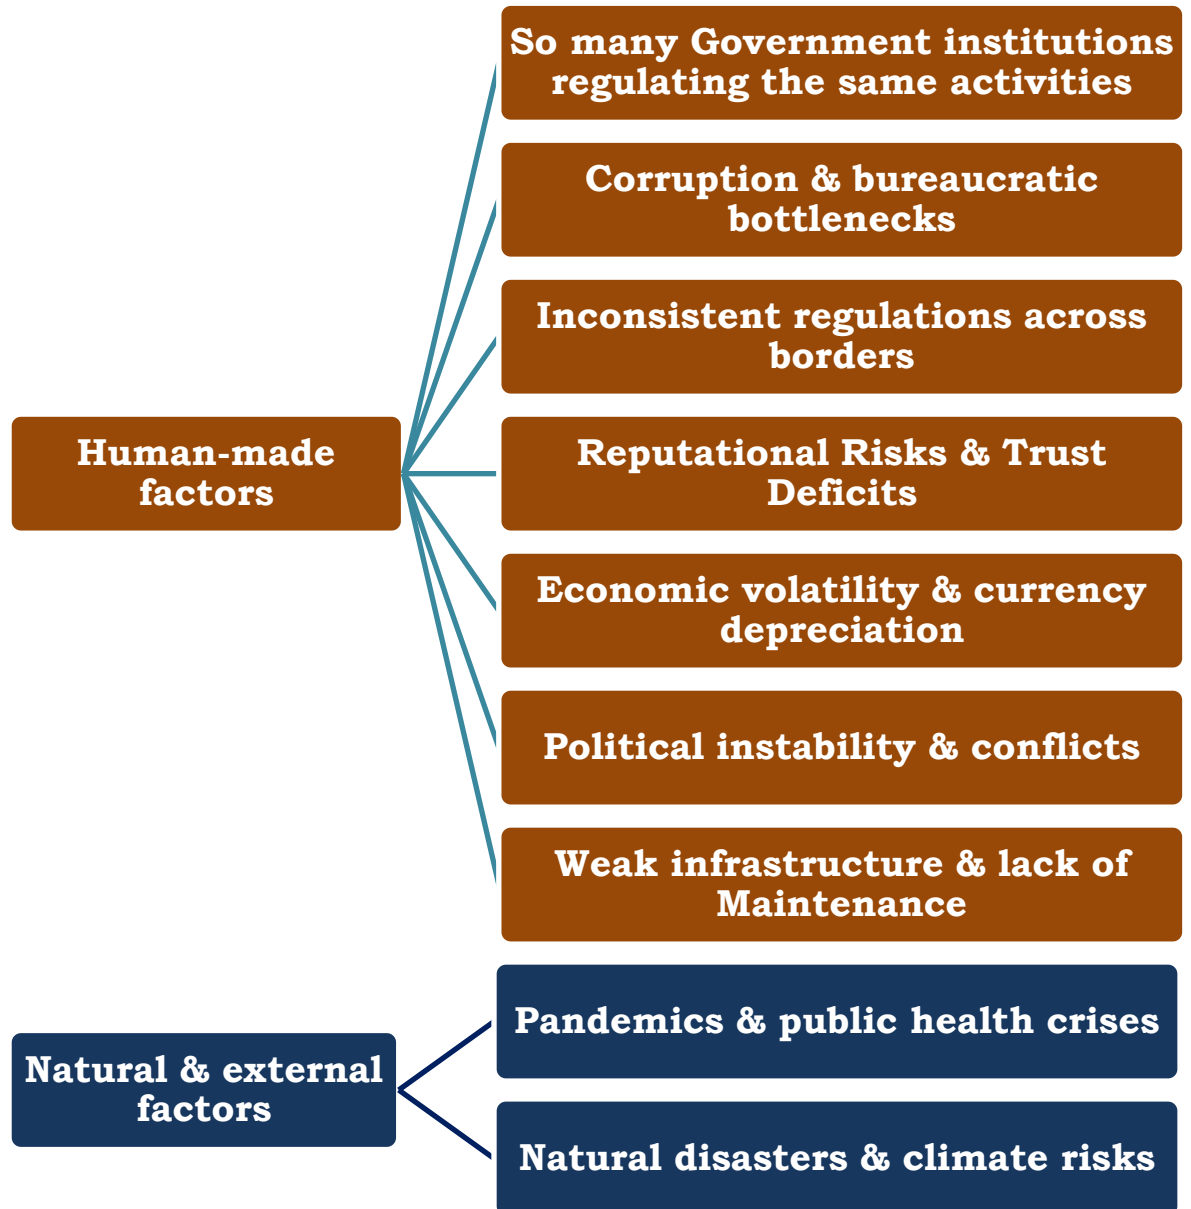 Human-made
factors
So many Government institutions
regulating the same activities
Corruption & bureaucratic
bottlenecks
Inconsistent regulations across
borders
Reputational Risks & Trust
Deficits
Economic volatility & currency
depreciation
Political instability & conflicts
Weak infrastructure & lack of
Maintenance
Natural & external
factors
Pandemics & public health crises
Natural disasters & climate risks